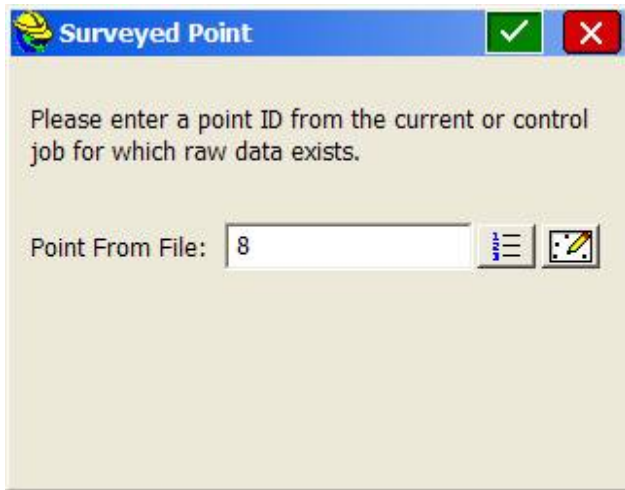 Surveyed Point
Please enter a point ID from the current or control
job for which raw data exists.
Point From File: 8